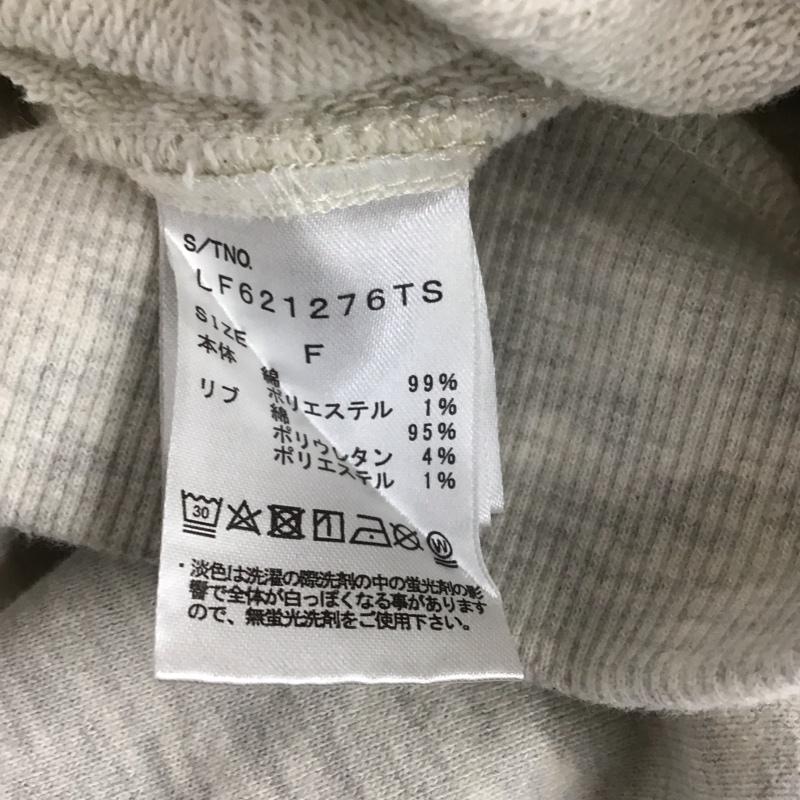 S/TNO.
LF621276TS
SIZE F
本体 綿 99%
ポリエステル 1%
リブ 綿 95%
ポリウレタン 4%
ポリエステル 1%
30
W
・淡色は洗濯の際洗剤の中の蛍光剤の影
響で全体が白っぽくなる事があります
ので、無蛍光洗剤をご使用下さい。